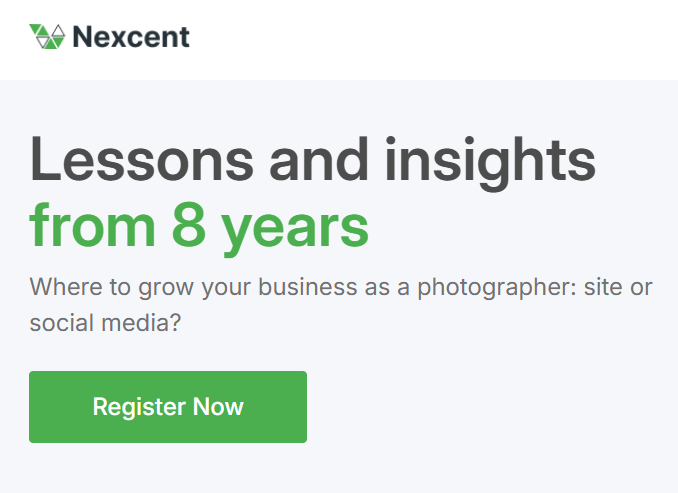 Nexcent
Lessons and insights
from 8 years
Where to grow your business as a photographer: site or
social media?
Register Now